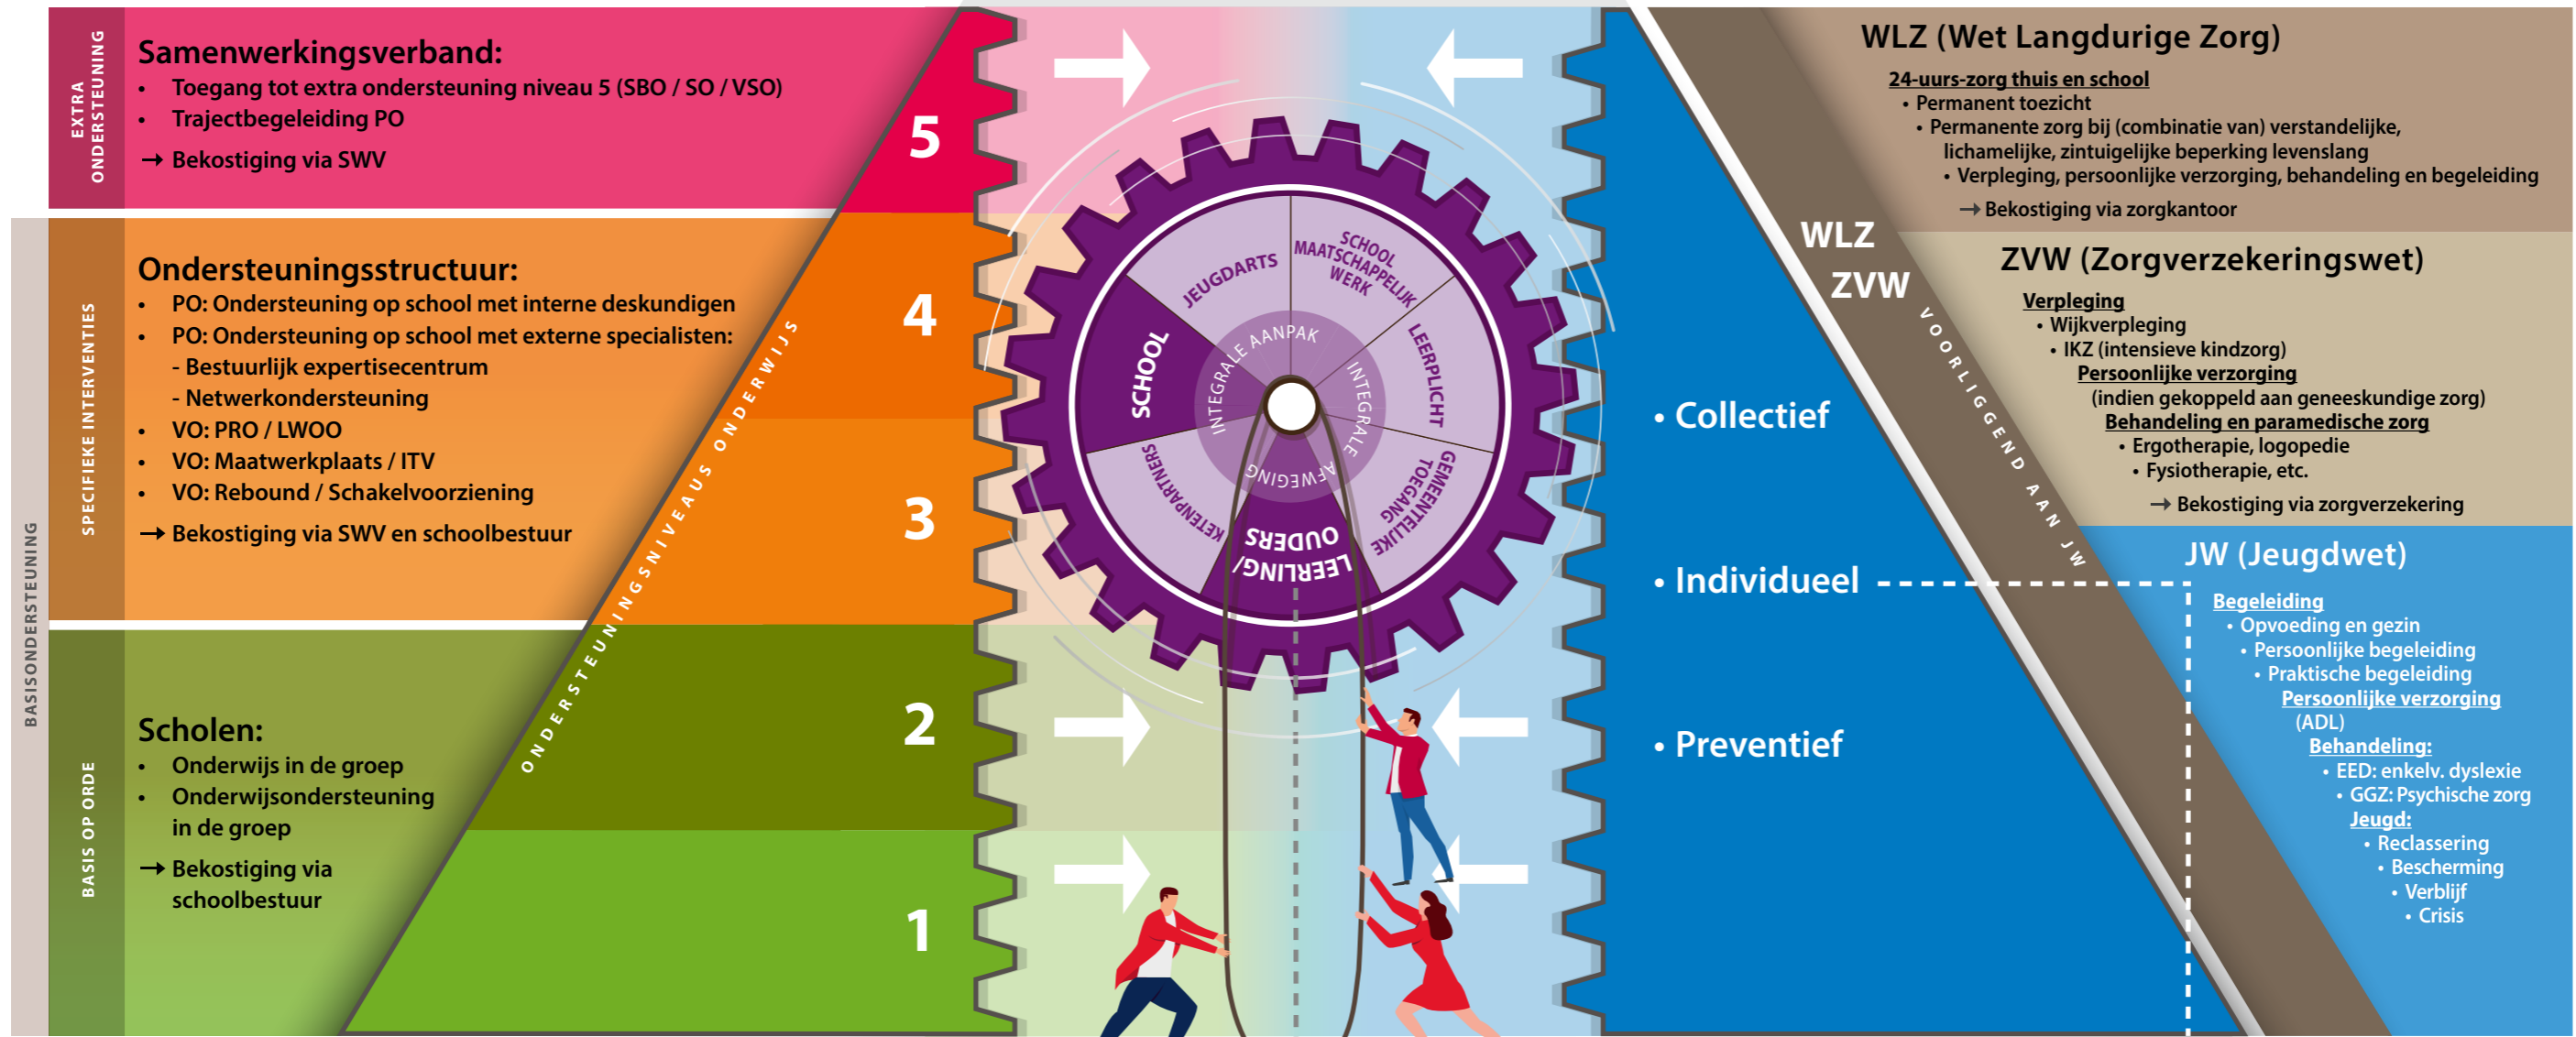 BASISONDERSTEUNING
EXTRA
ONDERSTEUNING
Samenwerkingsverband:
• Toegang tot extra ondersteuning niveau 5 (SBO / SO / VSO)
• Trajectbegeleiding PO
→ Bekostiging via SWV
SPECIFIEKE INTERVENTIES
Ondersteuningsstructuur:
• PO: Ondersteuning op school met interne deskundigen
• PO: Ondersteuning op school met externe specialisten:
- Bestuurlijk expertisecentrum
- Netwerkondersteuning
• VO: PRO / LWOO
• VO: Maatwerkplaats / ITV
• VO: Rebound / Schakelvoorziening
→ Bekostiging via SWV en schoolbestuur
BASIS OP ORDE
Scholen:
• Onderwijs in de groep
• Onderwijsondersteuning
in de groep
→ Bekostiging via
schoolbestuur
ONDERSTEUNINGSNIVEAUS ONDERWIJS
5
4
3
2
1
JEUGDARTS
SCHOOL
MAATSCHAPPELIJK
WERK
LEERPLICHT
GEMEENTELIJKE
TOEGANG
LEERLING/
OUDERS
KETENPARTNERS
SCHOOL
INTEGRALE AANPAK
INTEGRALE AFWEGING
• Collectief
• Individueel
• Preventief
WLZ
ZVW
VOORLIGGEND AAN JW
WLZ (Wet Langdurige Zorg)
24-uurs-zorg thuis en school
• Permanent toezicht
• Permanente zorg bij (combinatie van) verstandelijke,
lichamelijke, zintuigelijke beperking levenslang
• Verpleging, persoonlijke verzorging, behandeling en begeleiding
→ Bekostiging via zorgkantoor
ZVW (Zorgverzekeringswet)
Verpleging
• Wijkverpleging
• IKZ (intensieve kindzorg)
Persoonlijke verzorging
(indien gekoppeld aan geneeskundige zorg)
Behandeling en paramedische zorg
• Ergotherapie, logopedie
• Fysiotherapie, etc.
→ Bekostiging via zorgverzekering
JW (Jeugdwet)
Begeleiding
• Opvoeding en gezin
• Persoonlijke begeleiding
• Praktische begeleiding
Persoonlijke verzorging
(ADL)
Behandeling:
• EED: enkelv. dyslexie
• GGZ: Psychische zorg
Jeugd:
• Reclassering
• Bescherming
• Verblijf
• Crisis